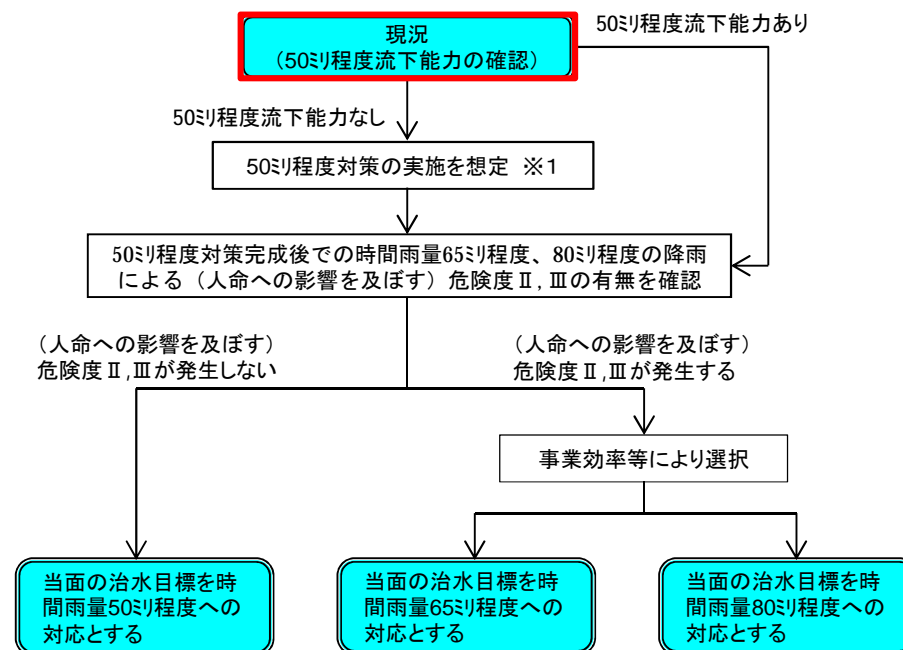 現況
（50ﾐﾘ程度流下能力の確認）
50ﾐﾘ程度流下能力あり
50ﾐﾘ程度流下能力なし
50ﾐﾘ程度対策の実施を想定 ※1
50ﾐﾘ程度対策完成後での時間雨量65ﾐﾘ程度、80ﾐﾘ程度の降雨
による（人命への影響を及ぼす）危険度Ⅱ,Ⅲの有無を確認
（人命への影響を及ぼす）
危険度Ⅱ,Ⅲが発生しない
（人命への影響を及ぼす）
危険度Ⅱ,Ⅲが発生する
事業効率等により選択
当面の治水目標を時
間雨量50ﾐﾘ程度への
対応とする
当面の治水目標を時
間雨量65ﾐﾘ程度への
対応とする
当面の治水目標を時
間雨量80ﾐﾘ程度への
対応とする